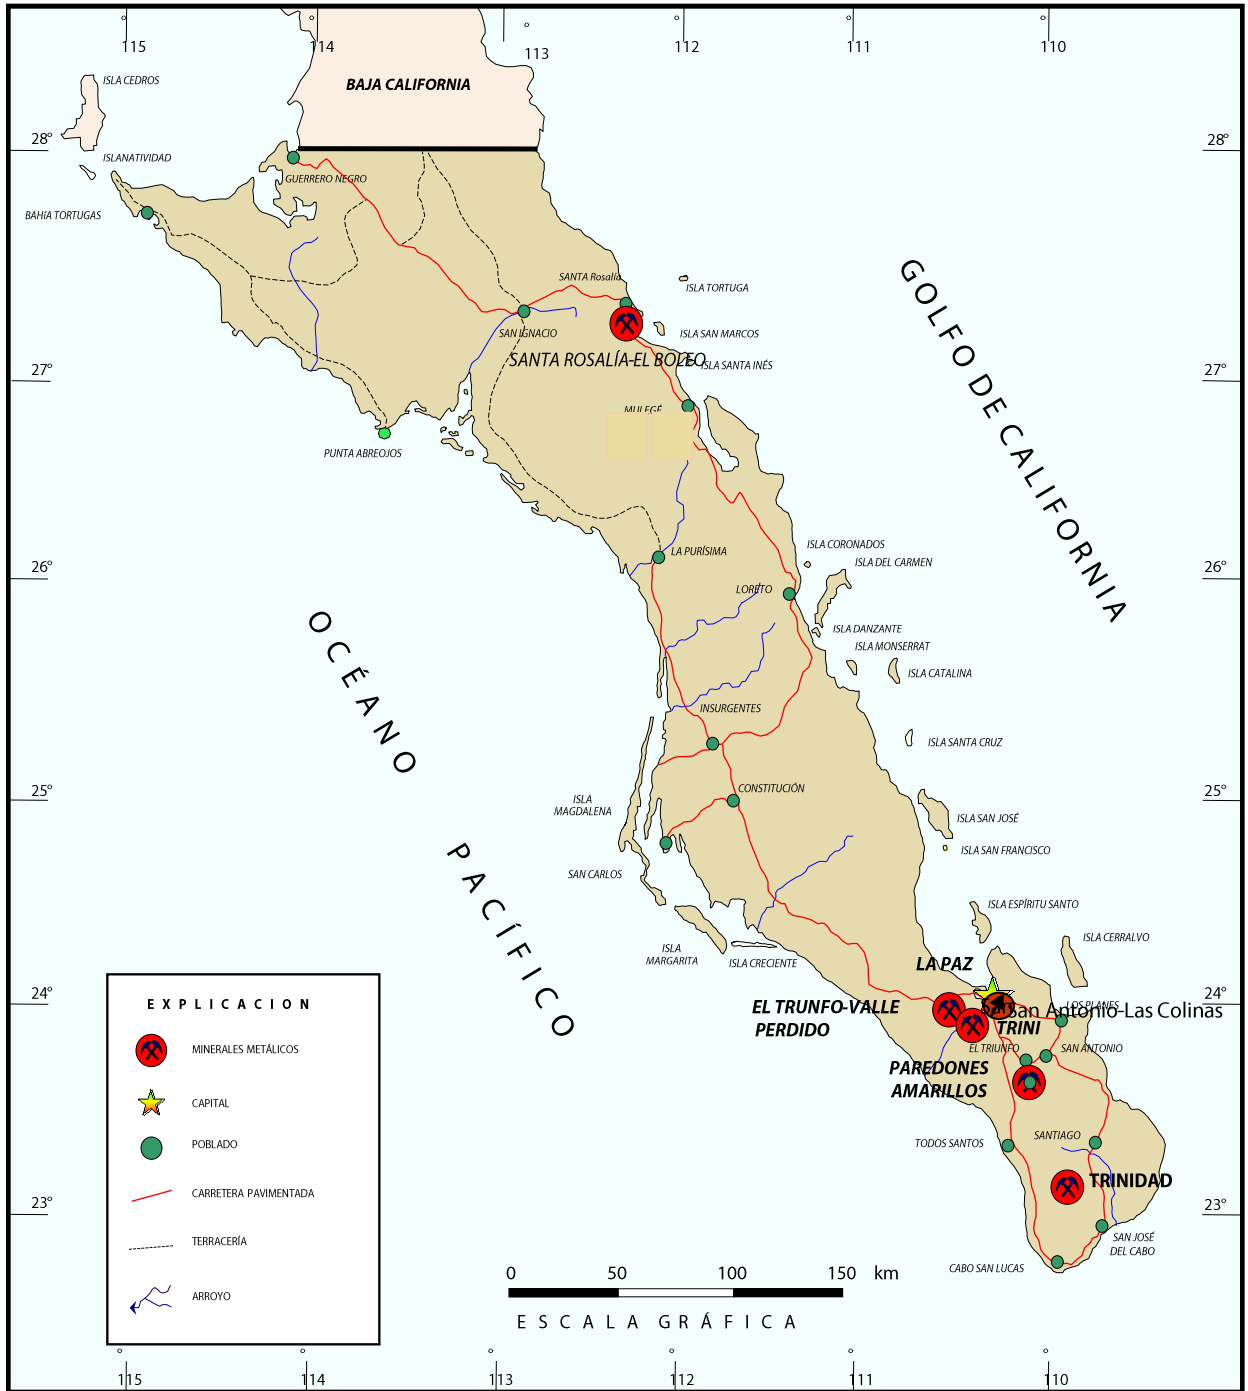 115
114
113
112
111
110
ISLA CEDROS
BAJA CALIFORNIA
28°
28°
ISLANATIVIDAD
GUERRERO NEGRO
BAHIA TORTUGAS
GOLFO DE CALIFORNIA
SANTA Rosalía
ISLA TORTUGA
SAN IGNACIO
ISLA SAN MARCOS
SANTA ROSALÍA-EL BOLEO
ISLA SANTA INÉS
27°
27°
MULEGÉ
PUNTA ABREOJOS
ISLA CORONADOS
LA PURÍSIMA
ISLA DEL CARMEN
26°
26°
LORETO
OCÉANO PACÍFICO
ISLA DANZANTE
ISLA MONSERRAT
ISLA CATALINA
INSURGENTES
ISLA SANTA CRUZ
25°
25°
CONSTITUCIÓN
ISLA
MAGDALENA
ISLA SAN JOSÉ
ISLA SAN FRANCISCO
SAN CARLOS
ISLA ESPÍRITU SANTO
ISLA CERRALVO
ISLA
MARGARITA
ISLA CRECIENTE
LA PAZ
24°
24°
EL TRUNFO-VALLE
PERDIDO
LOS PLANES
San Antonio-Las Colinas
TRINI
EL TRIUNFO
SAN ANTONIO
PAREDONES
AMARILLOS
TODOS SANTOS
SANTIAGO
TRINIDAD
23°
23°
SAN JOSÉ
DEL CABO
CABO SAN LUCAS
EXPLICACION
MINERALES METÁLICOS
CAPITAL
POBLADO
CARRETERA PAVIMENTADA
TERRACERÍA
ARROYO
0 50 100 150 km
ESCALA GRÁFICA
115
114
113
112
111
110